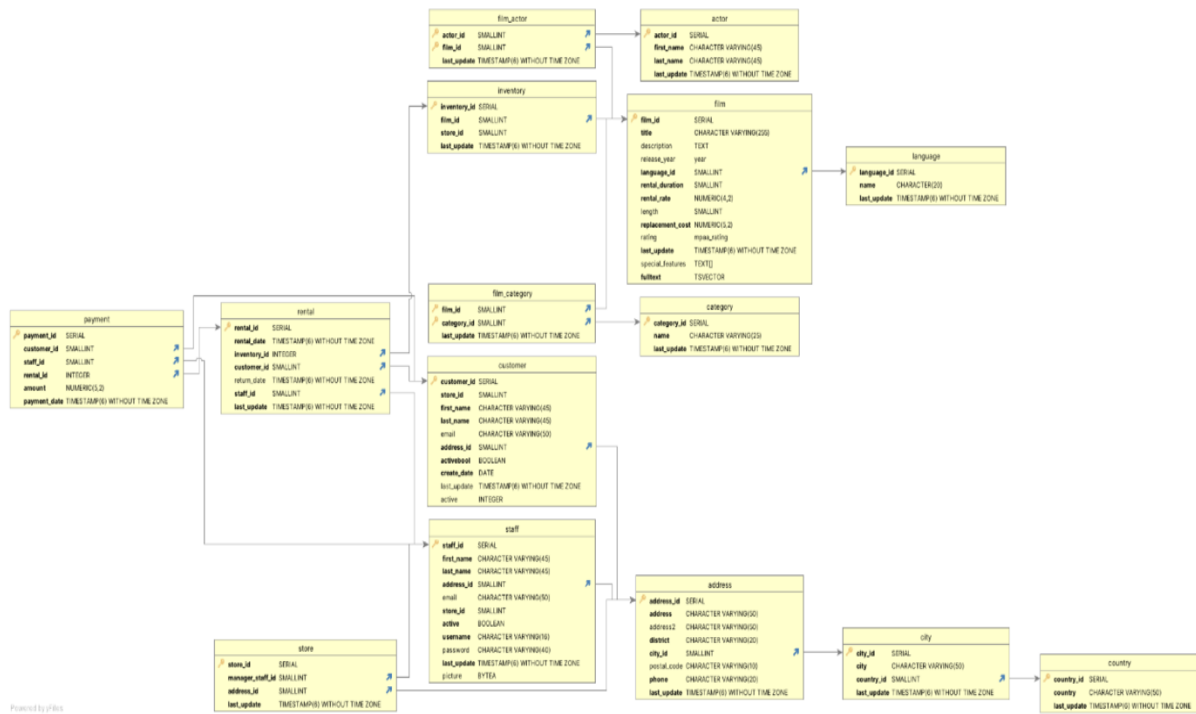 film_actor
actor_id SMALLINT
film_id SMALLINT
last_update TIMESTAMP(6) WITHOUT TIME ZONE
actor
actor_id SERIAL
first_name CHARACTER VARYING(45)
last_name CHARACTER VARYING(45)
last_update TIMESTAMP(6) WITHOUT TIME ZONE
inventory
inventory_id SERIAL
film_id SMALLINT
store_id SMALLINT
last_update TIMESTAMP(6) WITHOUT TIME ZONE
film
film_id SERIAL
title CHARACTER VARYING(255)
description TEXT
release_year year
language_id SMALLINT
rental_duration SMALLINT
rental_rate NUMERIC(4,2)
length SMALLINT
replacement_cost NUMERIC(5,2)
rating mpaa_rating
last_update TIMESTAMP(6) WITHOUT TIME ZONE
special_features TEXT[]
fulltext TSVECTOR
language
language_id SERIAL
name CHARACTER(20)
last_update TIMESTAMP(6) WITHOUT TIME ZONE
film_category
film_id SMALLINT
category_id SMALLINT
last_update TIMESTAMP(6) WITHOUT TIME ZONE
category
category_id SERIAL
name CHARACTER VARYING(25)
last_update TIMESTAMP(6) WITHOUT TIME ZONE
payment
payment_id SERIAL
customer_id SMALLINT
staff_id SMALLINT
rental_id INTEGER
amount NUMERIC(5,2)
payment_date TIMESTAMP(6) WITHOUT TIME ZONE
rental
rental_id SERIAL
rental_date TIMESTAMP(6) WITHOUT TIME ZONE
inventory_id INTEGER
customer_id SMALLINT
return_date TIMESTAMP(6) WITHOUT TIME ZONE
staff_id SMALLINT
last_update TIMESTAMP(6) WITHOUT TIME ZONE
customer
customer_id SERIAL
store_id SMALLINT
first_name CHARACTER VARYING(45)
last_name CHARACTER VARYING(45)
email CHARACTER VARYING(50)
address_id SMALLINT
activebool BOOLEAN
create_date DATE
last_update TIMESTAMP(6) WITHOUT TIME ZONE
active INTEGER
staff
staff_id SERIAL
first_name CHARACTER VARYING(45)
last_name CHARACTER VARYING(45)
address_id SMALLINT
email CHARACTER VARYING(50)
store_id SMALLINT
active BOOLEAN
username CHARACTER VARYING(16)
password CHARACTER VARYING(40)
last_update TIMESTAMP(6) WITHOUT TIME ZONE
picture BYTEA
store
store_id SERIAL
manager_staff_id SMALLINT
address_id SMALLINT
last_update TIMESTAMP(6) WITHOUT TIME ZONE
address
address_id SERIAL
address CHARACTER VARYING(50)
address2 CHARACTER VARYING(50)
district CHARACTER VARYING(20)
city_id SMALLINT
postal_code CHARACTER VARYING(10)
phone CHARACTER VARYING(20)
last_update TIMESTAMP(6) WITHOUT TIME ZONE
city
city_id SERIAL
city CHARACTER VARYING(50)
country_id SMALLINT
last_update TIMESTAMP(6) WITHOUT TIME ZONE
country
country_id SERIAL
country CHARACTER VARYING(50)
last_update TIMESTAMP(6) WITHOUT TIME ZONE
Powered by yFiles